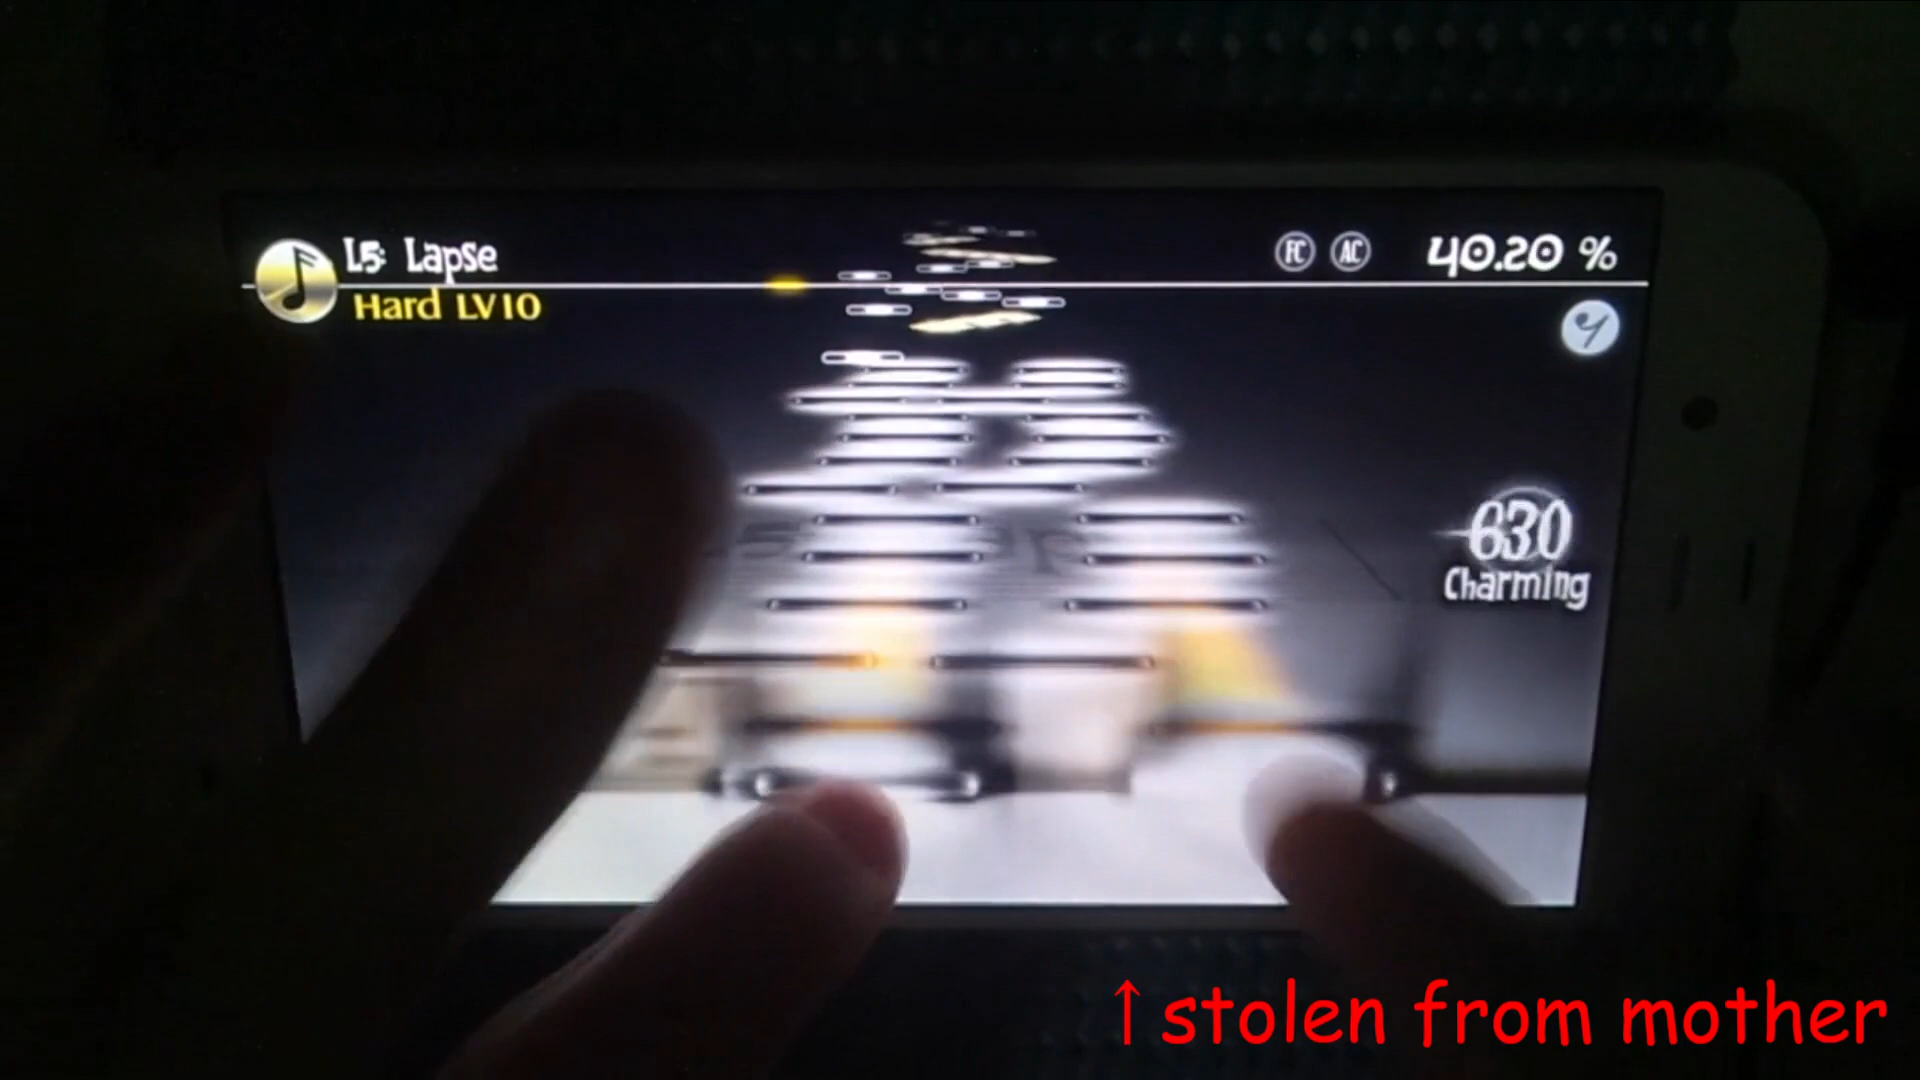 L5: Lapse
Hard LV10
FC AC 40.20 %
630
Charming
↑stolen from mother